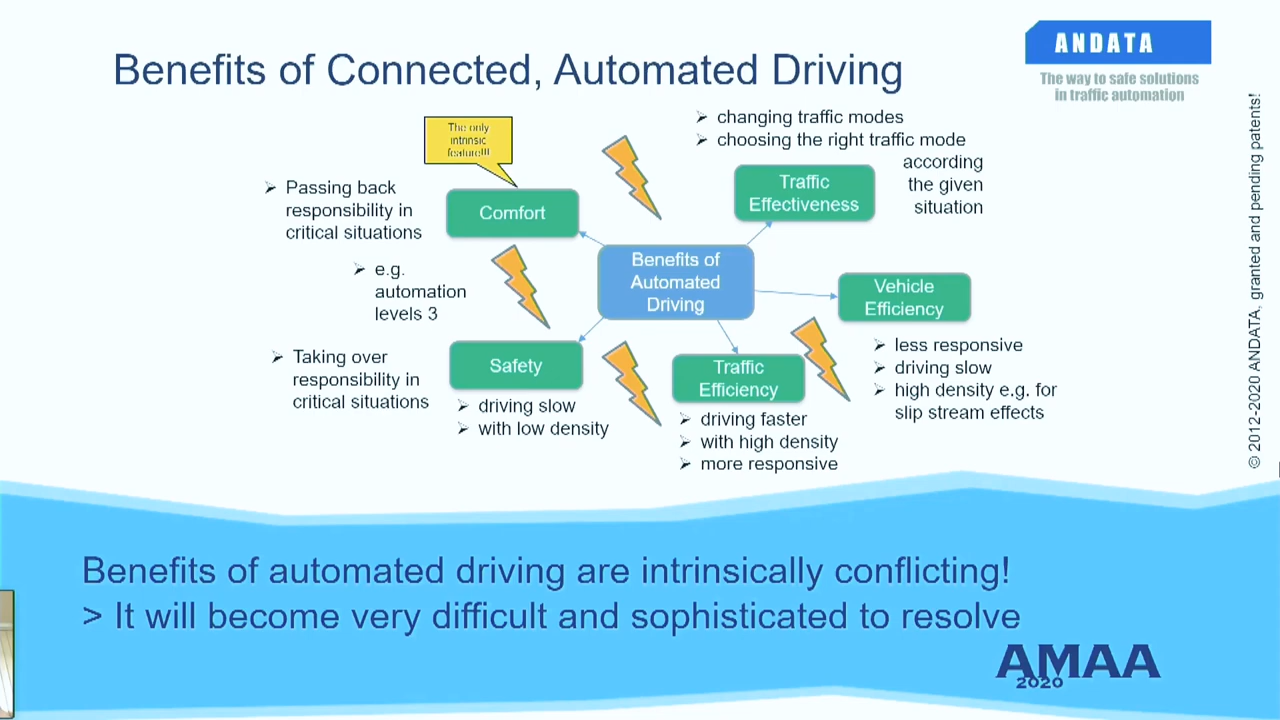 Benefits of Connected, Automated Driving
ANDATA
The way to safe solutions
in traffic automation
© 2012-2020 ANDATA, granted and pending patents!
The only
intrinsic
feature!!!
Comfort
Passing back
responsibility in
critical situations
e.g.
automation
levels 3
changing traffic modes
choosing the right traffic mode
according
the given
situation
Traffic
Effectiveness
Benefits of
Automated
Driving
Vehicle
Efficiency
less responsive
driving slow
high density e.g. for
slip stream effects
Safety
Taking over
responsibility in
critical situations
driving slow
with low density
Traffic
Efficiency
driving faster
with high density
more responsive
Benefits of automated driving are intrinsically conflicting!
> It will become very difficult and sophisticated to resolve
AMAA
2020